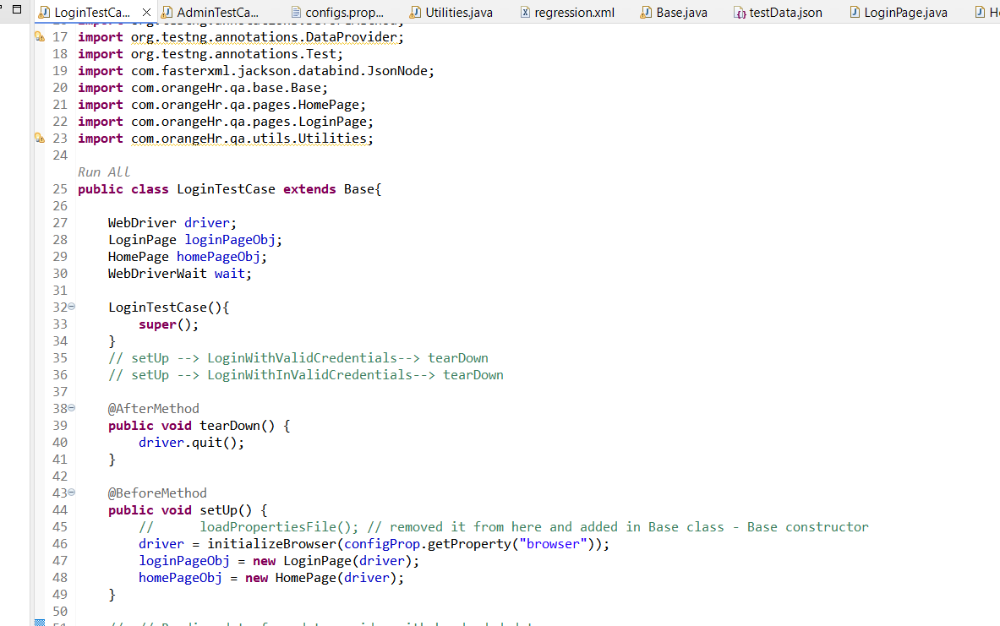 LoginTestCa...
AdminTestCa...
configs.prop...
Utilities.java
regression.xml
Base.java
testData.json
LoginPage.java
17 import org.testng.annotations.DataProvider;
18 import org.testng.annotations.Test;
19 import com.fasterxml.jackson.databind.JsonNode;
20 import com.orangeHr.qa.base.Base;
21 import com.orangeHr.qa.pages.HomePage;
22 import com.orangeHr.qa.pages.LoginPage;
23 import com.orangeHr.qa.utils.Utilities;
24
Run All
25 public class LoginTestCase extends Base{
26
27 WebDriver driver;
28 LoginPage loginPageObj;
29 HomePage homePageObj;
30 WebDriverWait wait;
31
32 LoginTestCase(){
33 super();
34 }
35 // setUp --> LoginWithValidCredentials--> tearDown
36 // setUp --> LoginWithInValidCredentials--> tearDown
37
38 @AfterMethod
39 public void tearDown() {
40 driver.quit();
41 }
42
43 @BeforeMethod
44 public void setUp() {
45 // loadPropertiesFile(); // removed it from here and added in Base class - Base constructor
46 driver = initializeBrowser(configProp.getProperty("browser"));
47 loginPageObj = new LoginPage(driver);
48 homePageObj = new HomePage(driver);
49 }
50